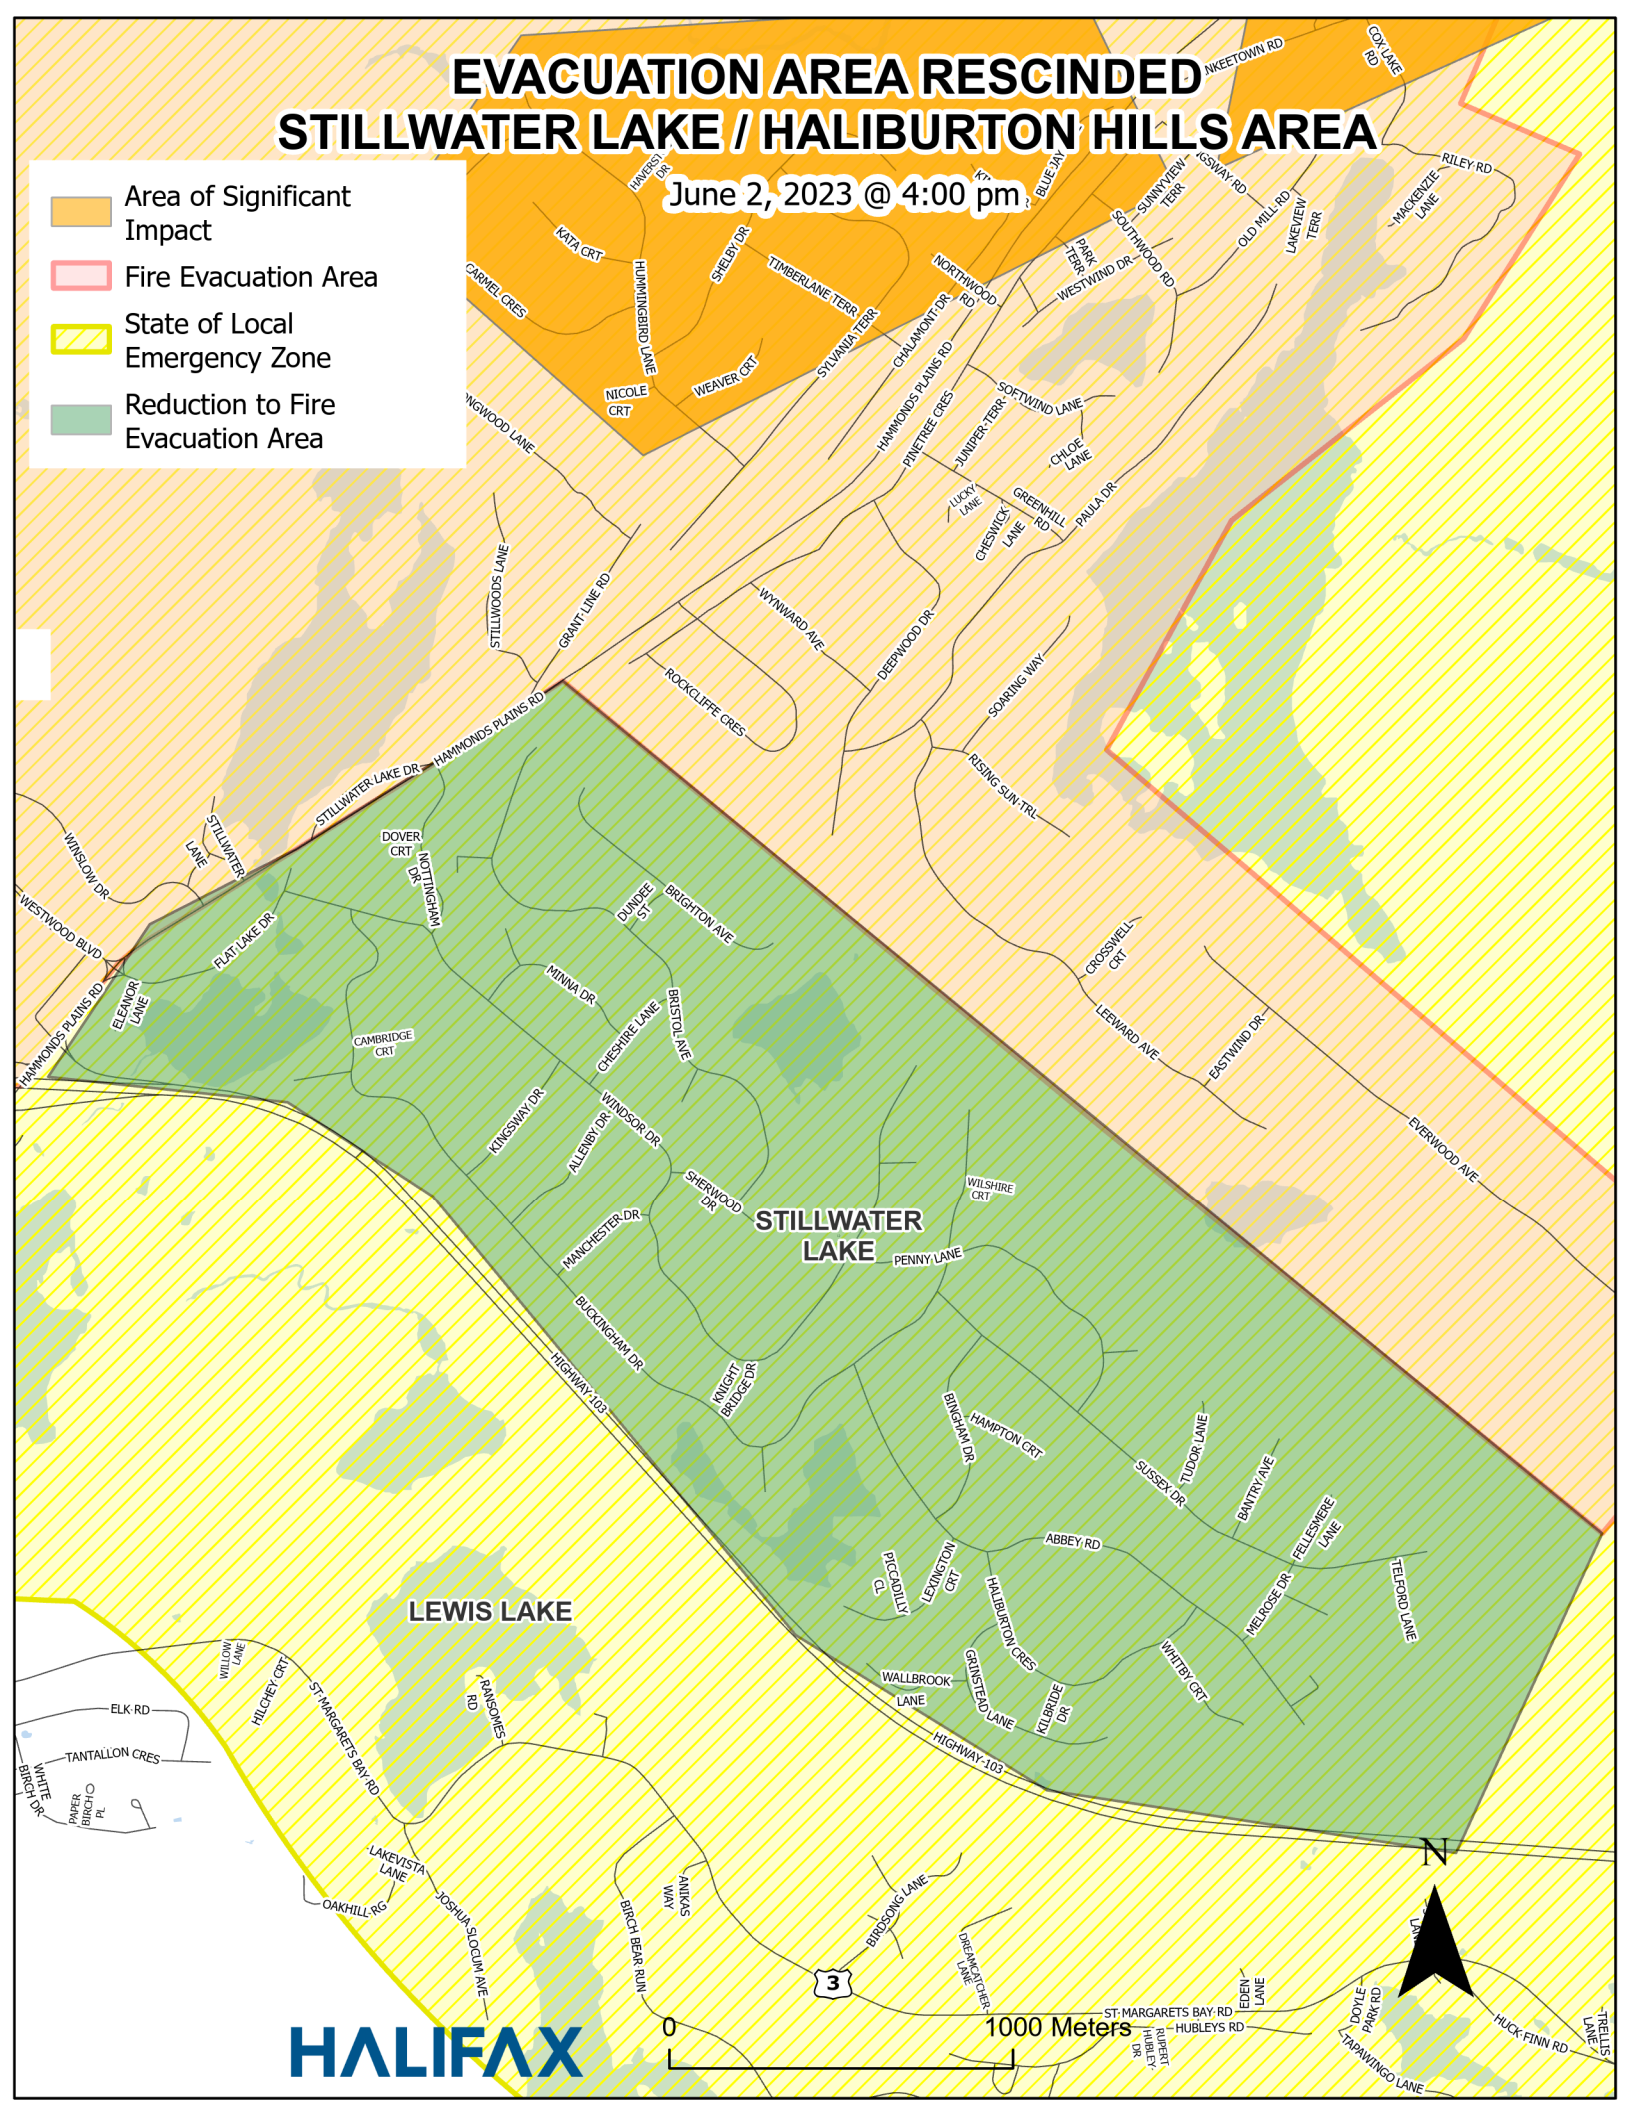 EVACUATION AREA RESCINDED
STILLWATER LAKE / HALIBURTON HILLS AREA
June 2, 2023 @ 4:00 pm
Area of Significant
Impact
Fire Evacuation Area
State of Local
Emergency Zone
Reduction to Fire
Evacuation Area
COX LAKE
RD
RILEY RD
MACKENZIE
LANE
OLD MILL RD
LAKEVIEW
TERR
SUNNYVIEW
TERR
SOUTHWOOD RD
BLUE JAY
PARK
TERR
WESTWIND DR
DR
KATA CRT
HUMMINGBIRD LANE
SHELBY DR
TIMBERLANE TERR
NORTHWOOD
RD
CARMEL CRES
SYLVANIA TERR
CHALAMONT DR
HAMMONDS PLAINS RD
PINETREE CRES
JUNIPER TERR
SOFTWIND LANE
CHLOE
LANE
NICOLE
CRT
WEAVER CRT
LUCKY
LANE
GREENHILL
RD
CHESWICK
LANE
PAULA DR
STILLWOODS LANE
GRANT LINE RD
WYNWARD AVE
DEEPWOOD DR
ROCKCLIFFE CRES
SOARING WAY
RISING SUN TRL
HAMMONDS PLAINS RD
STILLWATER LAKE DR
STILLWATER
LANE
WINSLOW DR
WESTWOOD BLVD
HAMMONDS PLAINS RD
ELEANOR
LANE
FLAT LAKE DR
DOVER
CRT
NOTTINGHAM
DR
DUNDEE
ST
BRIGHTON AVE
MINNA DR
CHESHIRE LANE
BRISTOL AVE
CAMBRIDGE
CRT
KINGSWAY DR
ALLENBY DR
WINDSOR DR
CROSSWELL
CRT
LEEWARD AVE
EASTWIND DR
EVERWOOD AVE
SHERWOOD
DR
WILSHIRE
CRT
STILLWATER
LAKE
PENNY LANE
MANCHESTER DR
BUCKINGHAM DR
HIGHWAY 103
KNIGHT
BRIDGE DR
BINGHAM DR
HAMPTON CRT
SUSSEX DR
TUDOR LANE
BANTRY AVE
FELLESMERE
LANE
ABBEY RD
PICCADILLY
CL
LEXINGTON
CRT
HALIBURTON CRES
MELROSE DR
TELFORD LANE
WHITBY CRT
WALLBROOK
LANE
GRINSTEAD LANE
KILBRIDE
DR
HIGHWAY 103
LEWIS LAKE
WILLOW
LANE
HILCHEY CRT
ST MARGARETS BAY RD
RANSOMES
RD
ELK RD
TANTALLON CRES
WHITE
BIRCH DR
PAPER
BIRCH
PL
LAKEVISTA
LANE
OAKHILL RG
JOSHUA SLOCUM AVE
BIRCH BEAR RUN
ANIKAS
WAY
BIRDSONG LANE
DREAMCATCHER
LANE
3
ST MARGARETS BAY RD
HUBLEYS RD
RUPERT
HUBLEY
DR
EDEN
LANE
DOYLE
PARK RD
TAPAWINGO LANE
HUCK FINN RD
TRELLIS
LANE
N
0
1000 Meters
HALIFAX